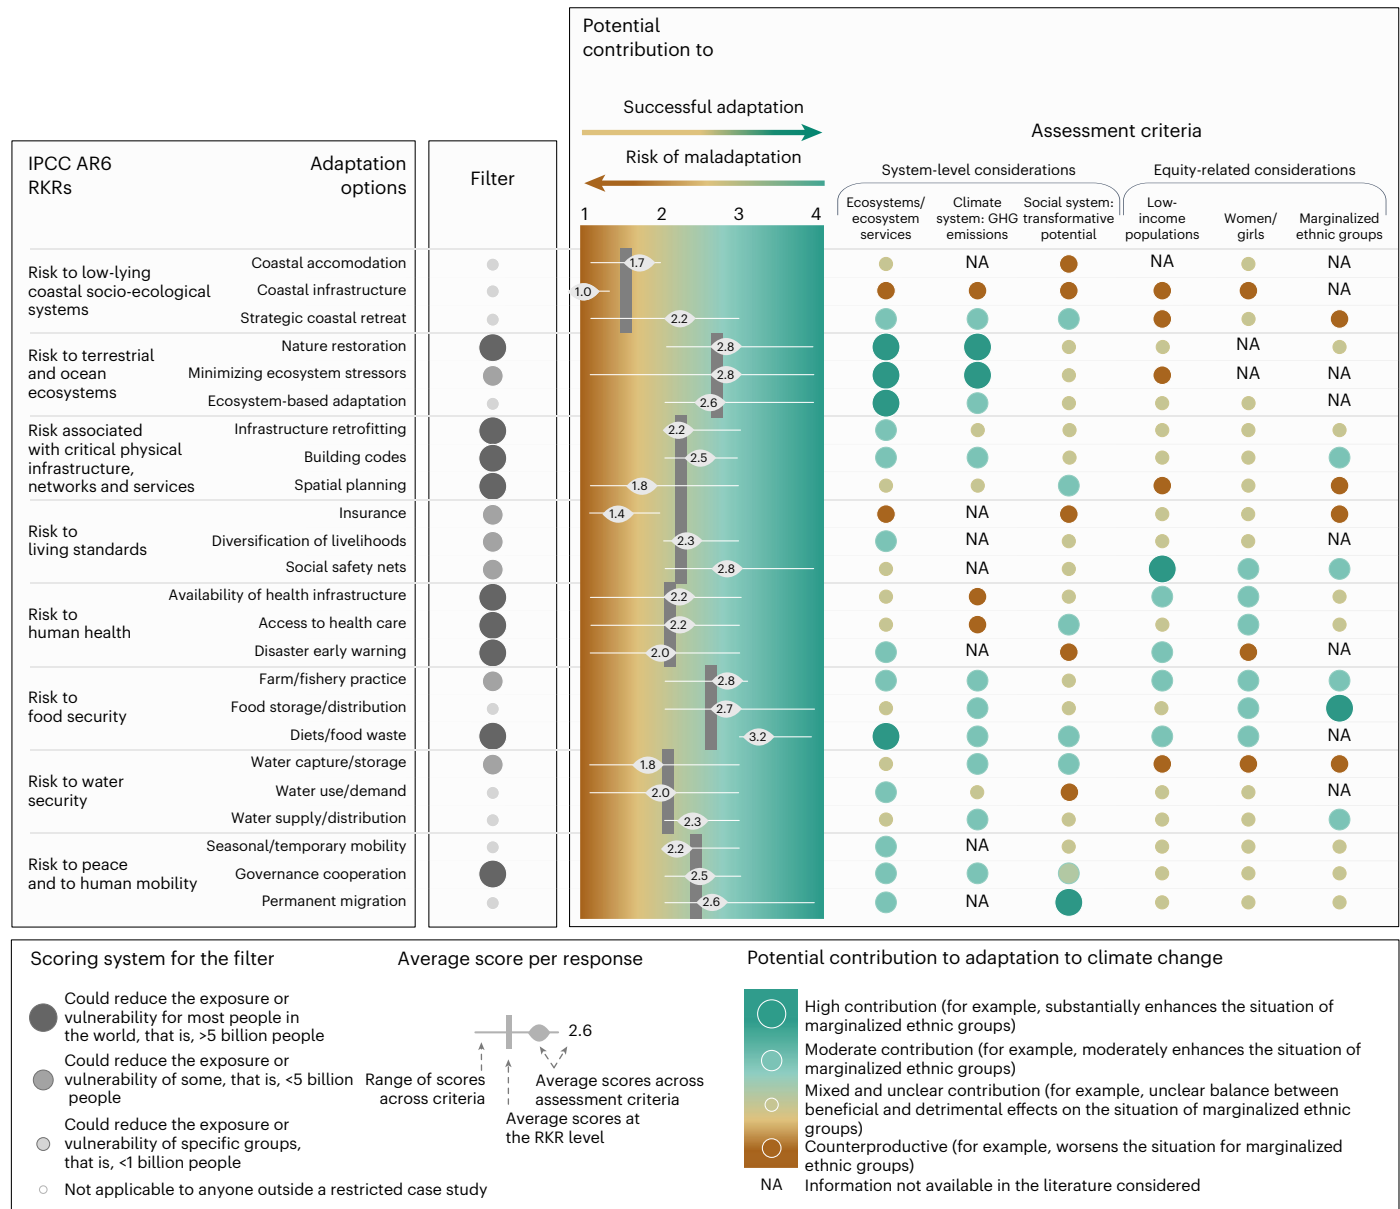 Potential
contribution to
Successful adaptation
Risk of maladaptation
1 2 3 4
Assessment criteria
System-level considerations
Equity-related considerations
Ecosystems/
ecosystem
services
Climate
system: GHG
emissions
Social system:
transformative
potential
Low-
income
populations
Women/
girls
Marginalized
ethnic groups
IPCC AR6
RKRs
Adaptation
options
Filter
Risk to low-lying
coastal socio-ecological
systems
Coastal accomodation 1.7 NA NA NA
Coastal infrastructure 1.0 NA
Strategic coastal retreat 2.2
Risk to terrestrial
and ocean
ecosystems
Nature restoration 2.8 NA
Minimizing ecosystem stressors 2.8 NA NA
Ecosystem-based adaptation 2.6 NA
Risk associated
with critical physical
infrastructure,
networks and services
Infrastructure retrofitting 2.2
Building codes 2.5
Spatial planning 1.8
Risk to
living standards
Insurance 1.4 NA
Diversification of livelihoods 2.3 NA NA
Social safety nets 2.8 NA
Risk to
human health
Availability of health infrastructure 2.2
Access to health care 2.2
Disaster early warning 2.0 NA NA
Risk to
food security
Farm/fishery practice 2.8
Food storage/distribution 2.7
Diets/food waste 3.2 NA
Risk to water
security
Water capture/storage 1.8
Water use/demand 2.0 NA
Water supply/distribution 2.3
Risk to peace
and to human mobility
Seasonal/temporary mobility 2.2 NA
Governance cooperation 2.5
Permanent migration 2.6 NA
Scoring system for the filter
Could reduce the exposure or
vulnerability for most people in
the world, that is, >5 billion people
Could reduce the exposure or
vulnerability of some, that is, <5 billion
people
Could reduce the exposure or
vulnerability of specific groups,
that is, <1 billion people
Not applicable to anyone outside a restricted case study
Average score per response
2.6
Range of scores
across criteria
Average scores across
assessment criteria
Average scores at
the RKR level
Potential contribution to adaptation to climate change
High contribution (for example, substantially enhances the situation of
marginalized ethnic groups)
Moderate contribution (for example, moderately enhances the situation of
marginalized ethnic groups)
Mixed and unclear contribution (for example, unclear balance between
beneficial and detrimental effects on the situation of marginalized ethnic
groups)
Counterproductive (for example, worsens the situation for marginalized
ethnic groups)
NA Information not available in the literature considered